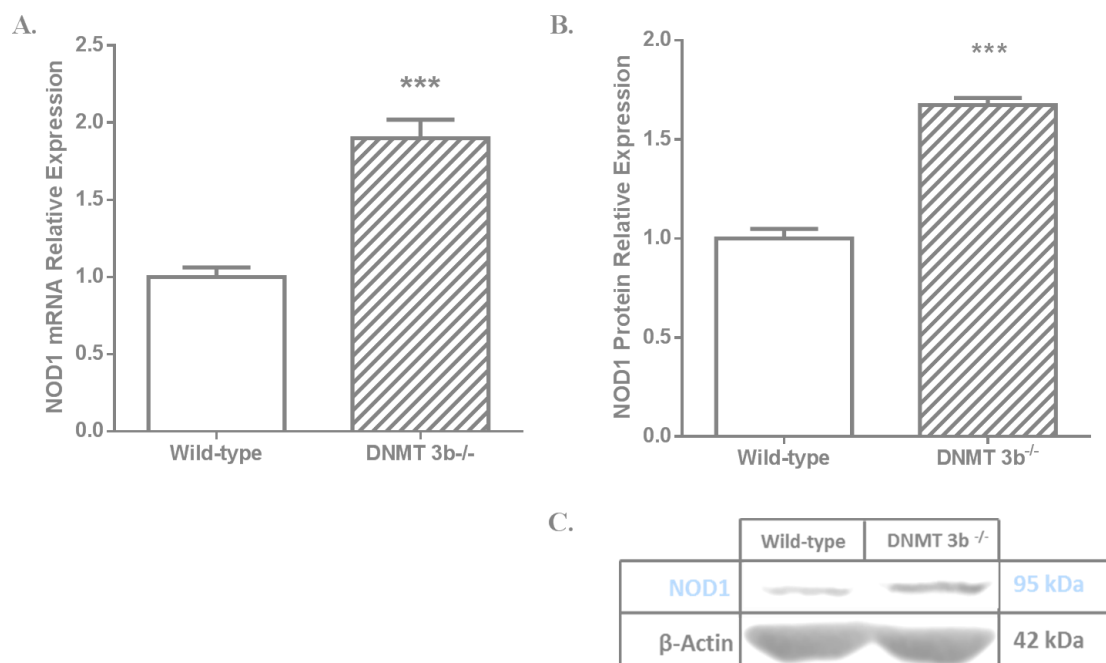 A.
NOD1 mRNA Relative Expression
2.5
2.0
1.5
1.0
0.5
0.0
***
Wild-type DNMT 3b-/-
B.
NOD1 Protein Relative Expression
2.0
1.5
1.0
0.5
0.0
***
Wild-type DNMT 3b-/-
C.
Wild-type DNMT 3b -/-
NOD1 95 kDa
β-Actin 42 kDa